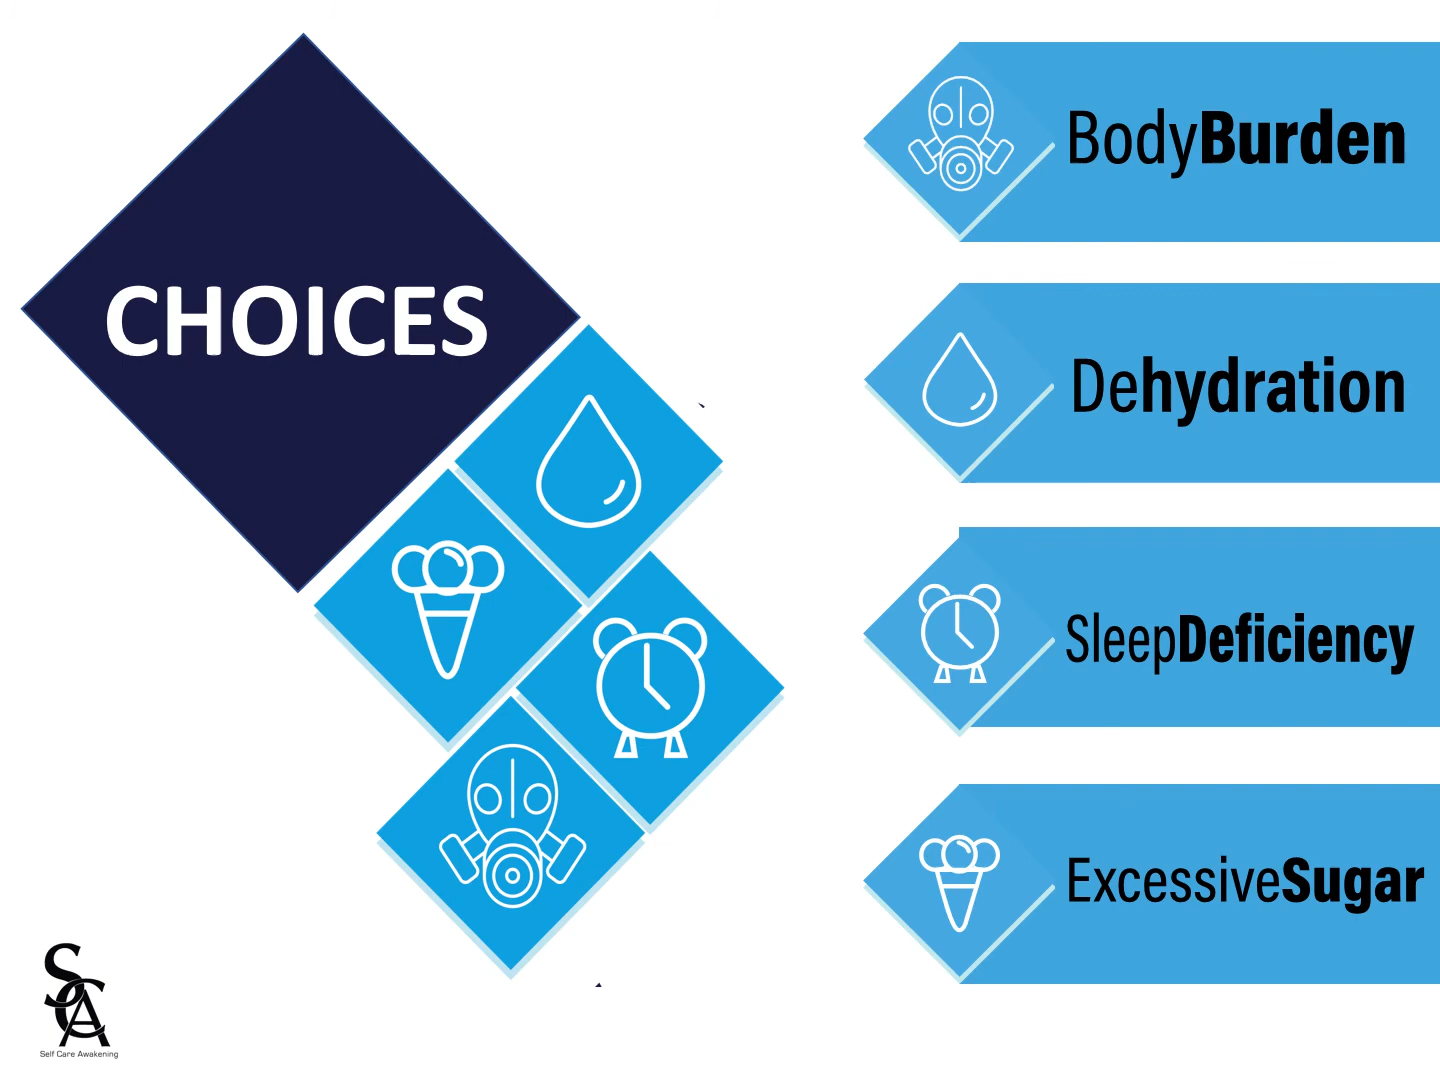 CHOICES
BodyBurden
Dehydration
SleepDeficiency
ExcessiveSugar
SCA
Self Care Awakening